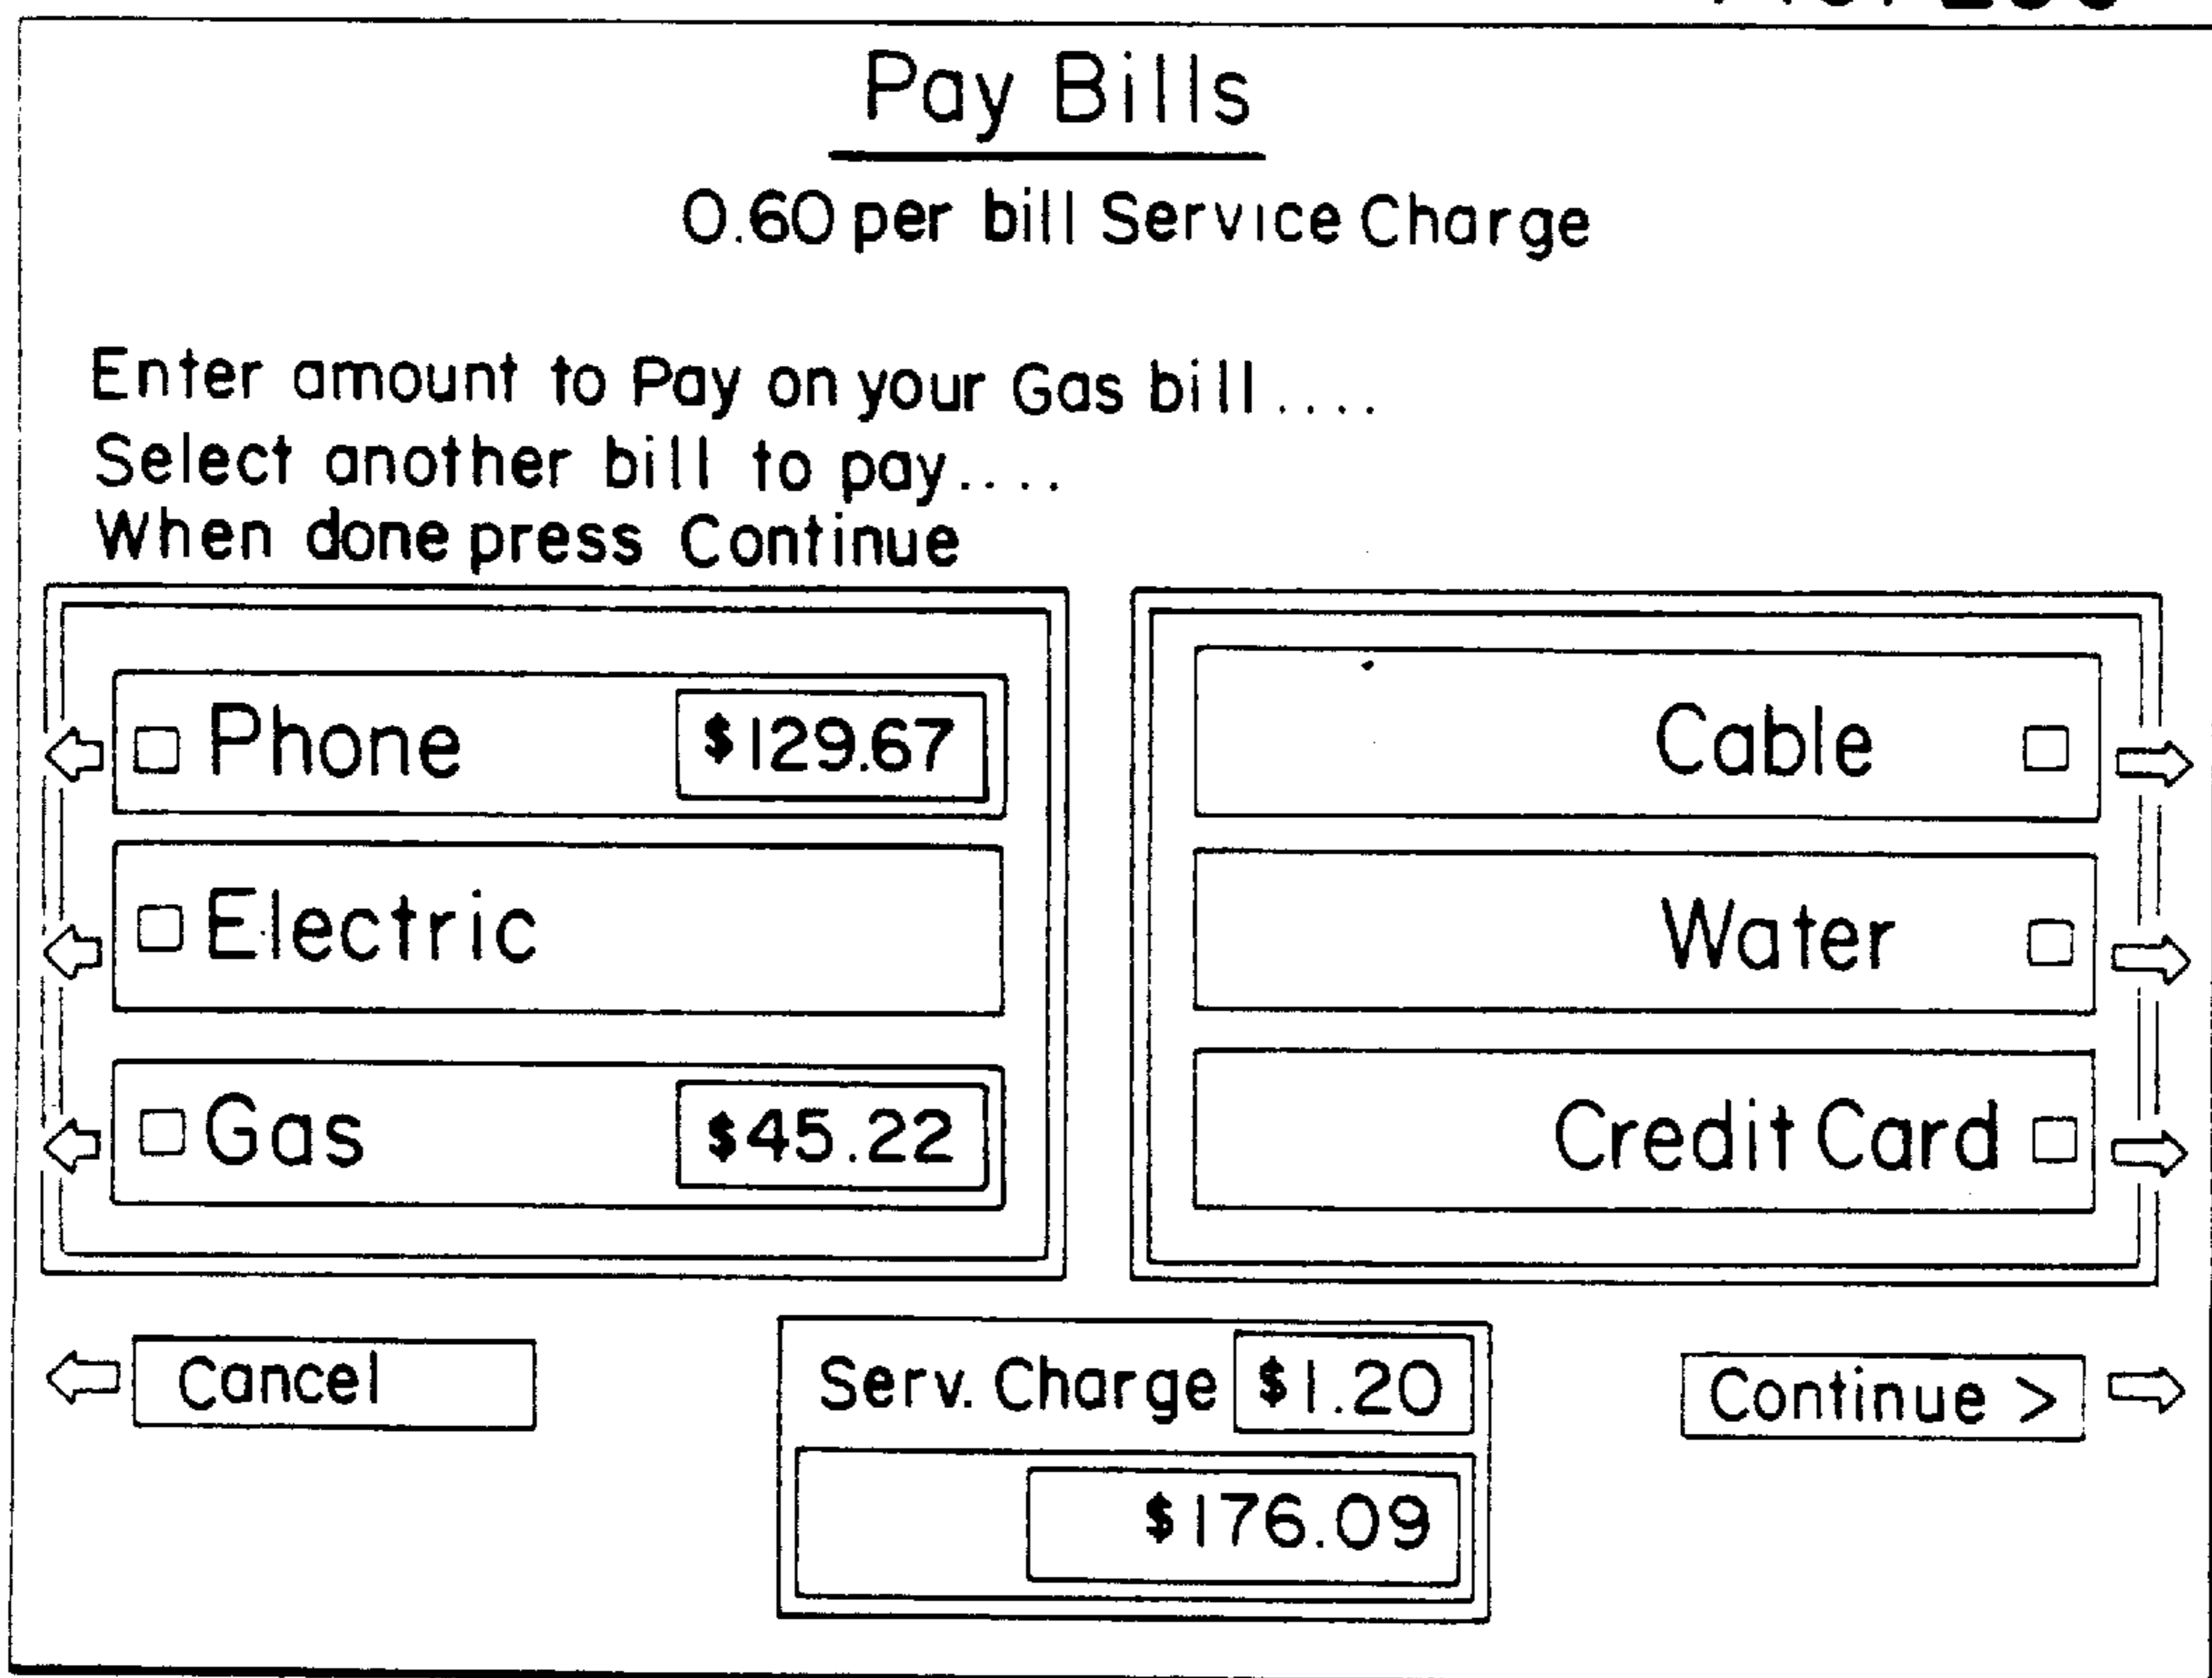 Pay Bills
0.60 per bill Service Charge
Enter amount to Pay on your Gas bill....
Select another bill to pay....
When done press Continue
Phone $129.67
Electric
Gas $45.22
Cable
Water
Credit Card
Cancel
Serv. Charge $1.20
$176.09
Continue >